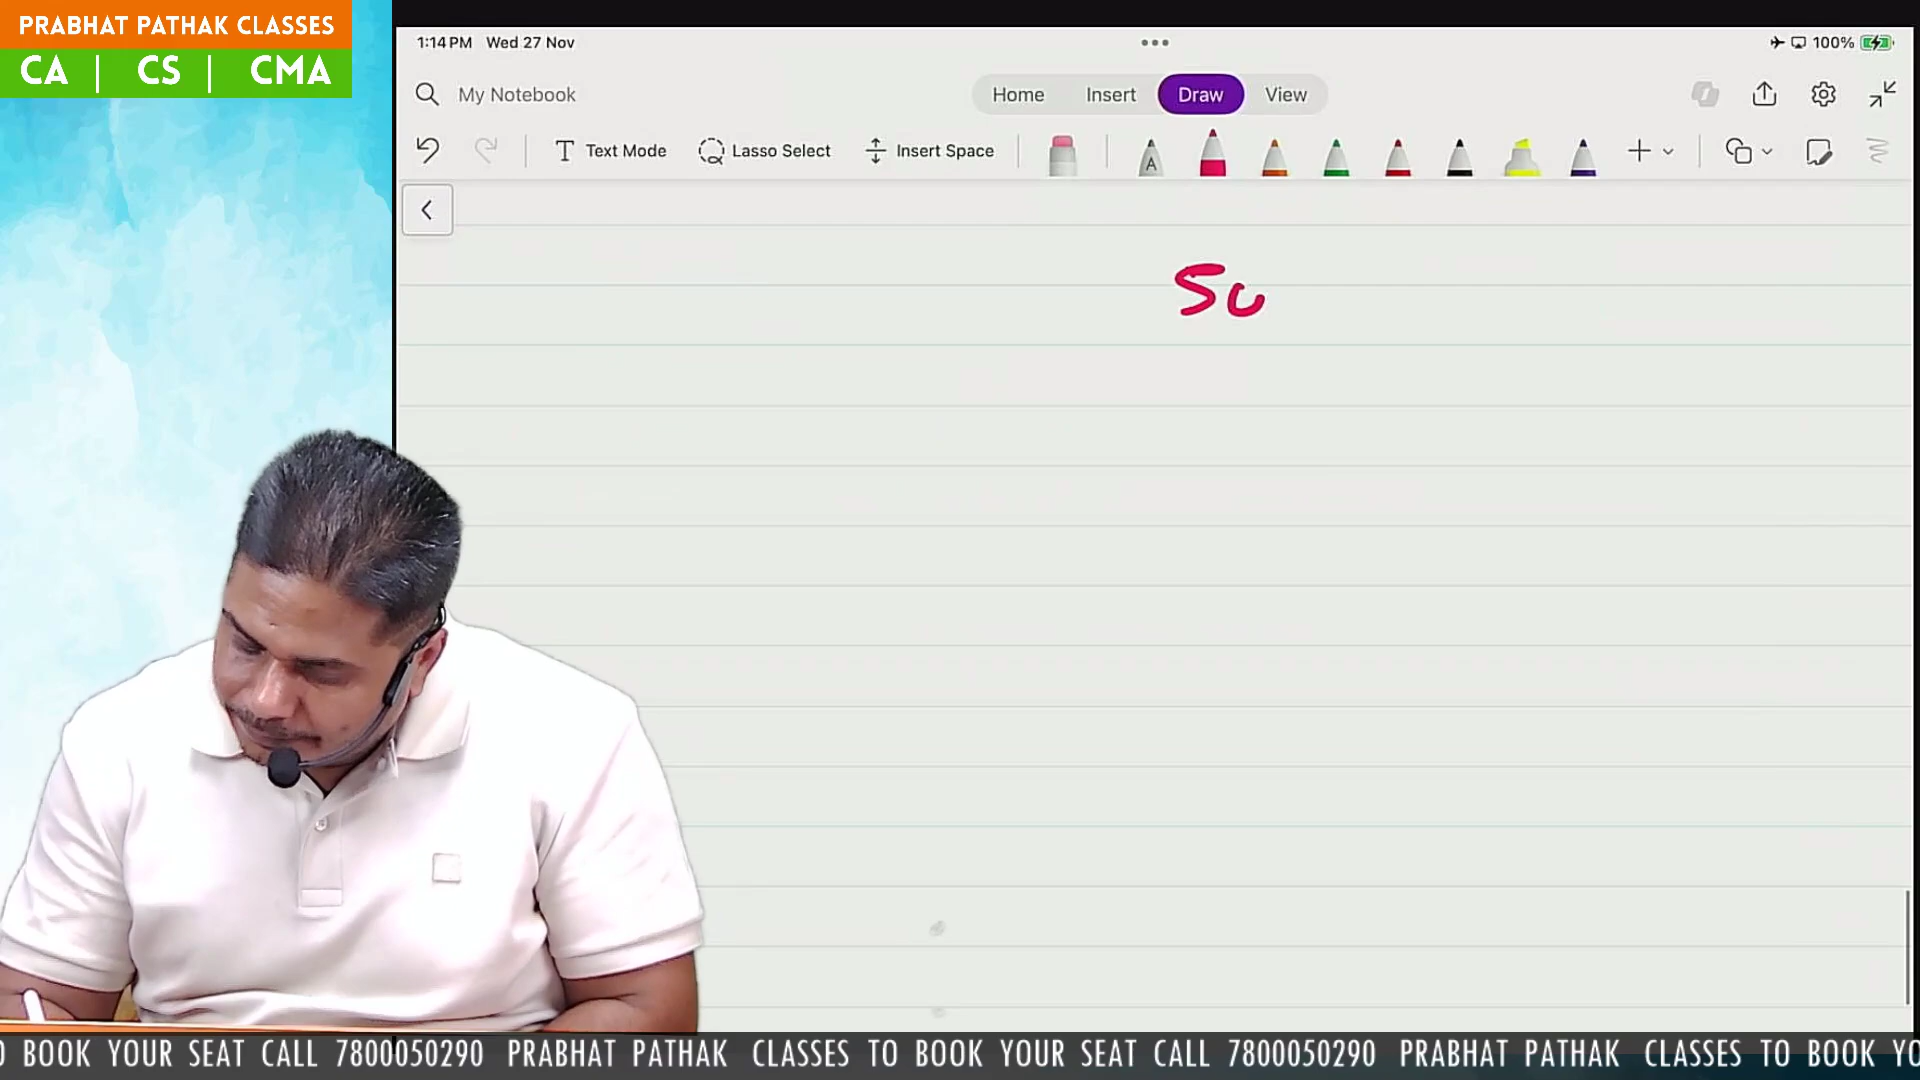 PRABHAT PATHAK CLASSES
CA | CS | CMA
1:14 PM Wed 27 Nov
100%
My Notebook
Home Insert Draw View
Text Mode Lasso Select Insert Space
A
So
O BOOK YOUR SEAT CALL 7800050290 PRABHAT PATHAK CLASSES TO BOOK YOUR SEAT CALL 7800050290 PRABHAT PATHAK CLASSES TO BOOK YO